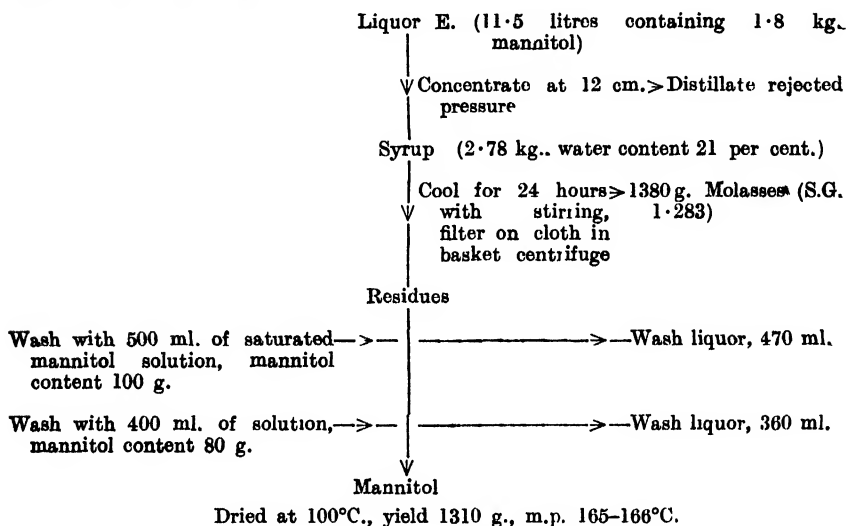 Liquor E. (11·5 litres containing 1·8 kg. mannitol)
Concentrate at 12 cm. > Distillate rejected
pressure
Syrup (2·78 kg.. water content 21 per cent.)
Cool for 24 hours > 1380 g. Molasses (S.G.
with stirring, 1·283)
filter on cloth in
basket centrifuge
Residues
Wash with 500 ml. of saturated —>— ———>—Wash liquor, 470 ml.
mannitol solution, mannitol
content 100 g.
Wash with 400 ml. of solution, —>— ———>—Wash liquor, 360 ml.
mannitol content 80 g.
Mannitol
Dried at 100°C., yield 1310 g., m.p. 165–166°C.